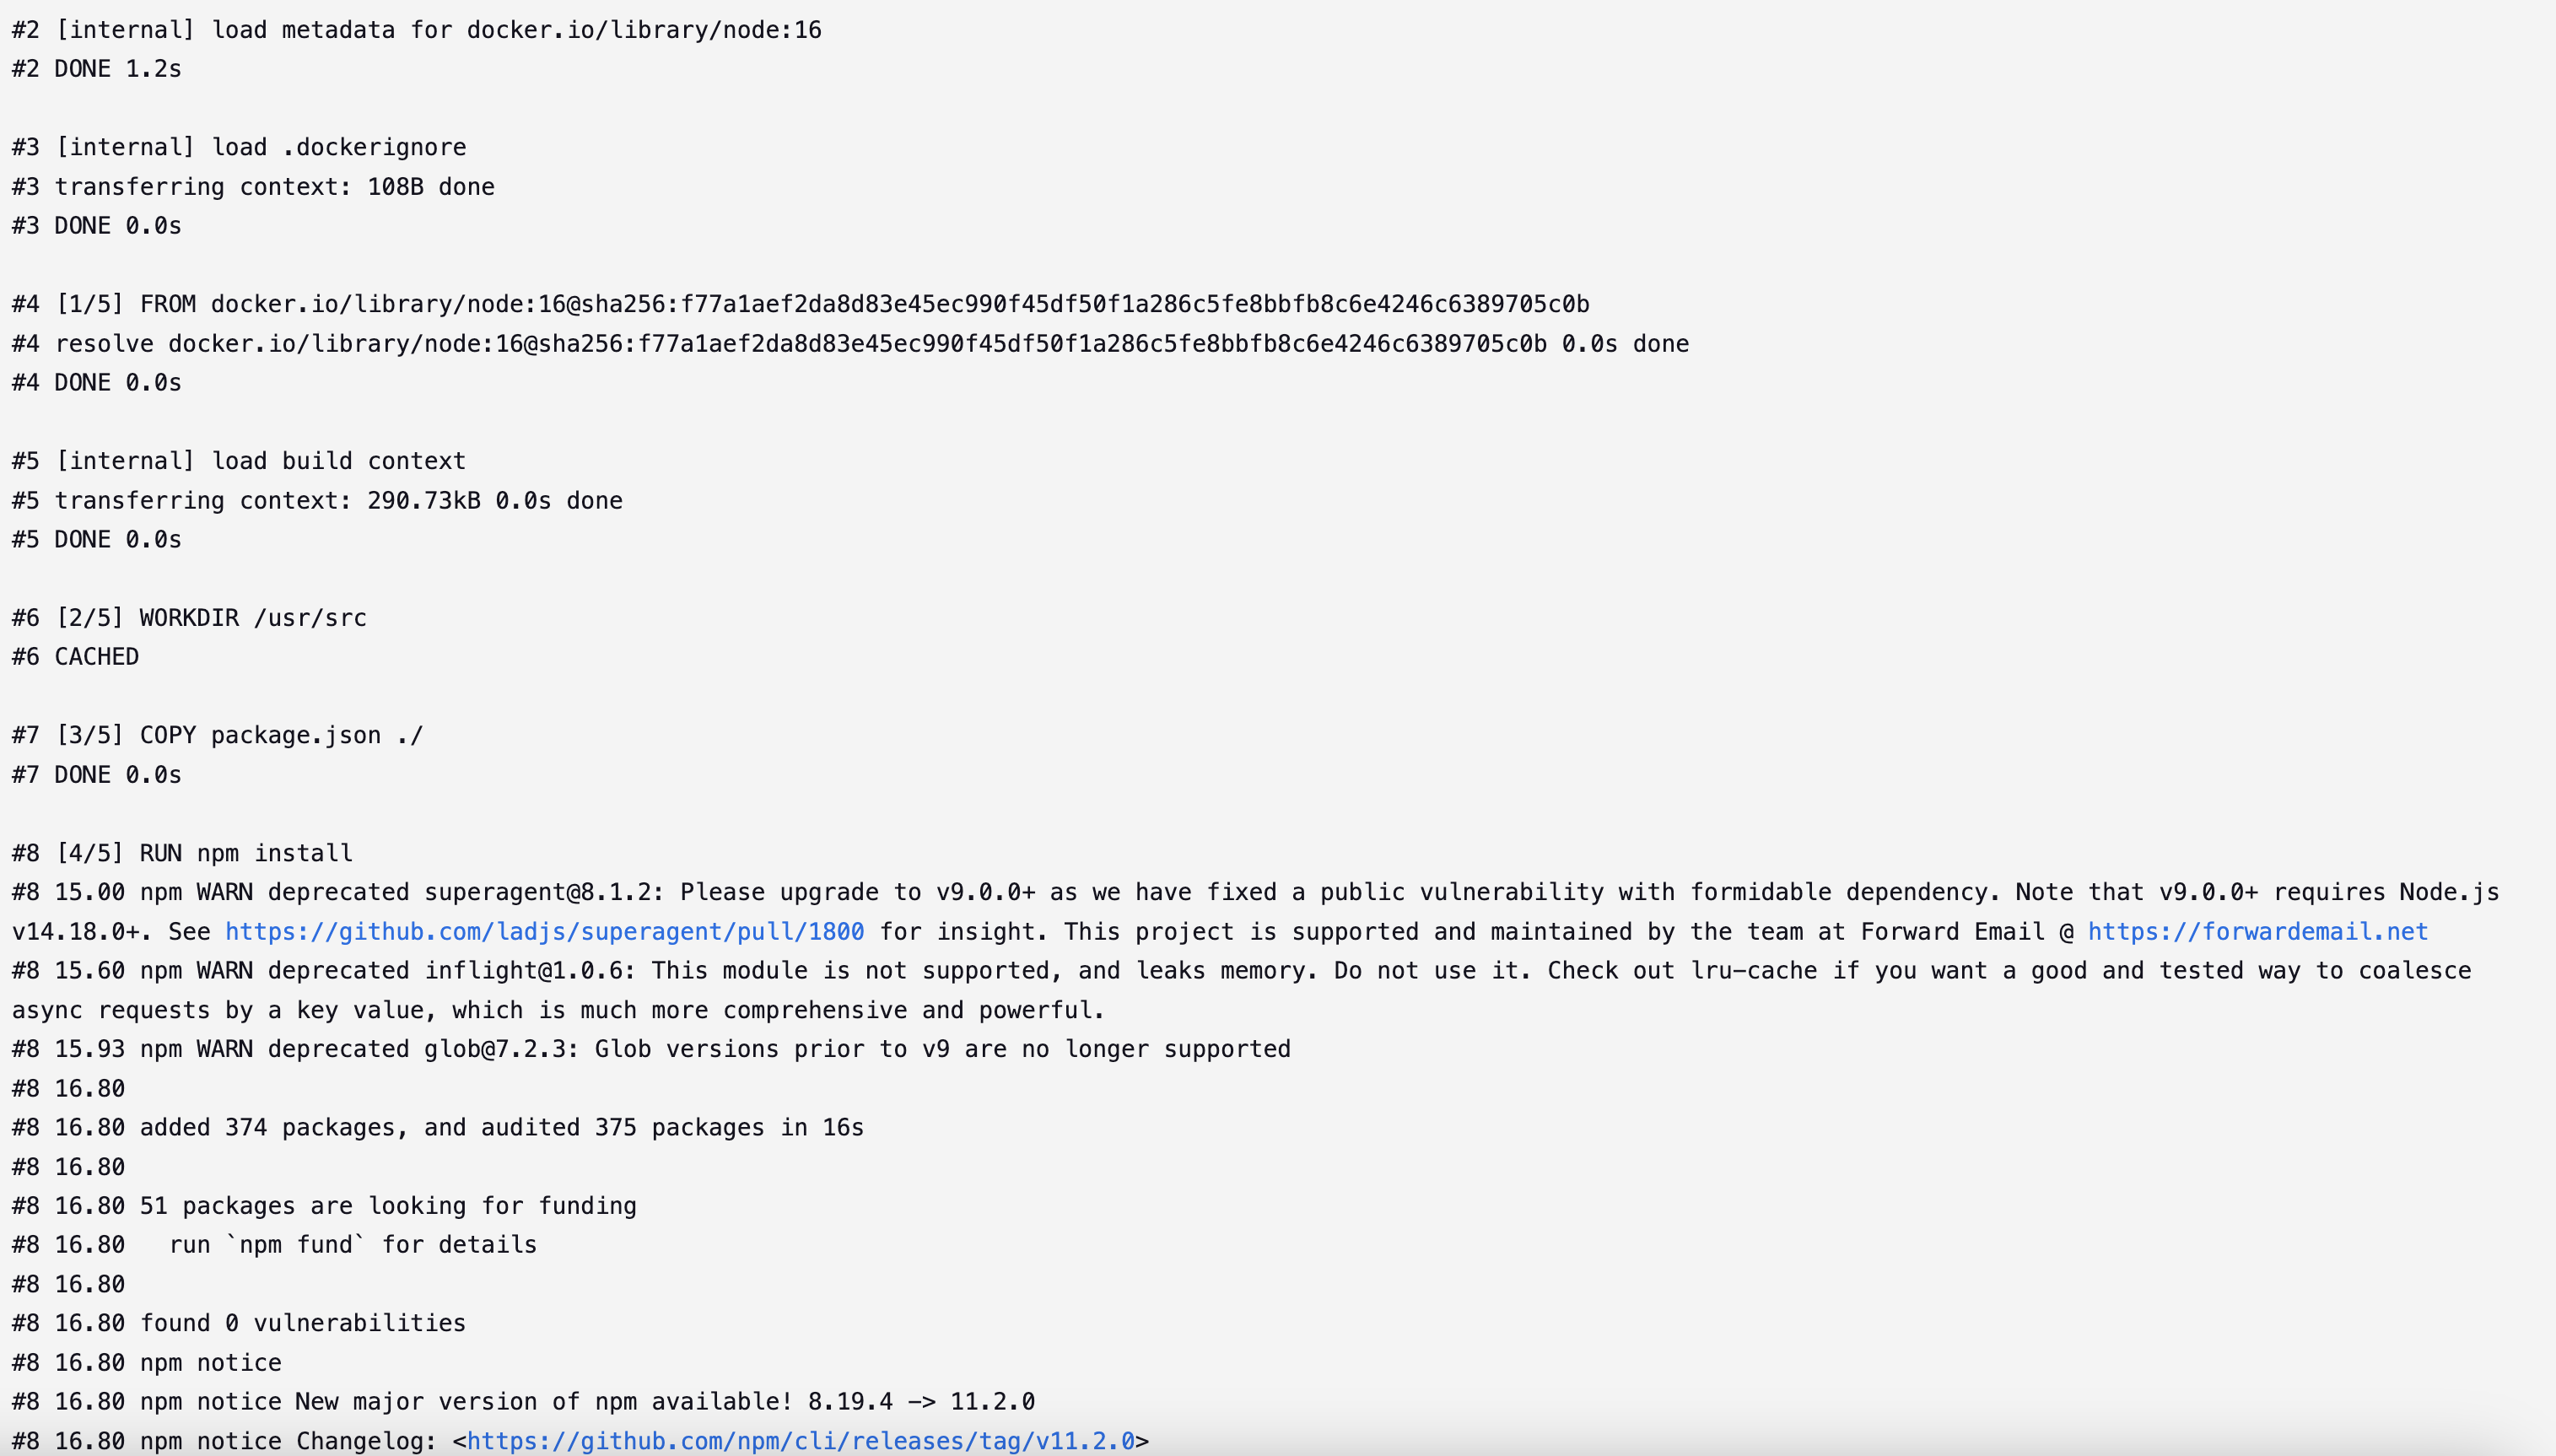 #2 [internal] load metadata for docker.io/library/node:16
#2 DONE 1.2s
#3 [internal] load .dockerignore
#3 transferring context: 108B done
#3 DONE 0.0s
#4 [1/5] FROM docker.io/library/node:16@sha256:f77a1aef2da8d83e45ec990f45df50f1a286c5fe8bbfb8c6e4246c6389705c0b
#4 resolve docker.io/library/node:16@sha256:f77a1aef2da8d83e45ec990f45df50f1a286c5fe8bbfb8c6e4246c6389705c0b 0.0s done
#4 DONE 0.0s
#5 [internal] load build context
#5 transferring context: 290.73kB 0.0s done
#5 DONE 0.0s
#6 [2/5] WORKDIR /usr/src
#6 CACHED
#7 [3/5] COPY package.json ./
#7 DONE 0.0s
#8 [4/5] RUN npm install
#8 15.00 npm WARN deprecated superagent@8.1.2: Please upgrade to v9.0.0+ as we have fixed a public vulnerability with formidable dependency. Note that v9.0.0+ requires Node.js
v14.18.0+. See https://github.com/ladjs/superagent/pull/1800 for insight. This project is supported and maintained by the team at Forward Email @ https://forwardemail.net
#8 15.60 npm WARN deprecated inflight@1.0.6: This module is not supported, and leaks memory. Do not use it. Check out lru-cache if you want a good and tested way to coalesce
async requests by a key value, which is much more comprehensive and powerful.
#8 15.93 npm WARN deprecated glob@7.2.3: Glob versions prior to v9 are no longer supported
#8 16.80
#8 16.80 added 374 packages, and audited 375 packages in 16s
#8 16.80
#8 16.80 51 packages are looking for funding
#8 16.80   run `npm fund` for details
#8 16.80
#8 16.80 found 0 vulnerabilities
#8 16.80 npm notice
#8 16.80 npm notice New major version of npm available! 8.19.4 -> 11.2.0
#8 16.80 npm notice Changelog: <https://github.com/npm/cli/releases/tag/v11.2.0>